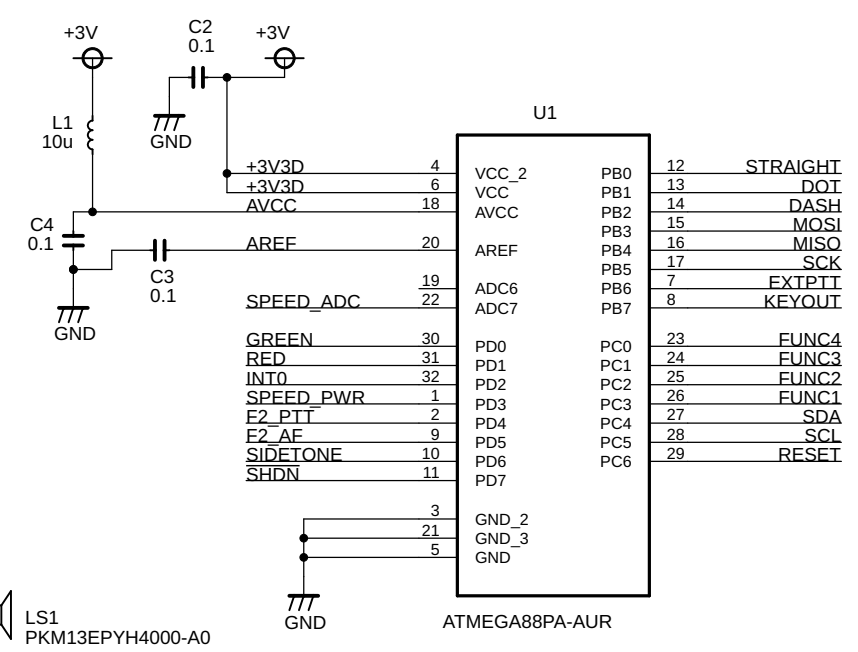 +3V
C2
0.1
+3V
L1
10u
GND
U1
+3V3D 4 VCC_2 PB0 12 STRAIGHT
+3V3D 6 VCC PB1 13 DOT
AVCC 18 AVCC PB2 14 DASH
PB3 15 MOSI
C4
0.1
AREF 20 AREF PB4 16 MISO
PB5 17 SCK
C3
0.1
19 ADC6 PB6 7 EXTPTT
SPEED_ADC 22 ADC7 PB7 8 KEYOUT
GND
GREEN 30 PD0 PC0 23 FUNC4
RED 31 PD1 PC1 24 FUNC3
INT0 32 PD2 PC2 25 FUNC2
SPEED_PWR 1 PD3 PC3 26 FUNC1
F2_PTT 2 PD4 PC4 27 SDA
F2_AF 9 PD5 PC5 28 SCL
SIDETONE 10 PD6 PC6 29 RESET
SHDN 11 PD7
3 GND_2
21 GND_3
5 GND
GND
ATMEGA88PA-AUR
LS1
PKM13EPYH4000-A0